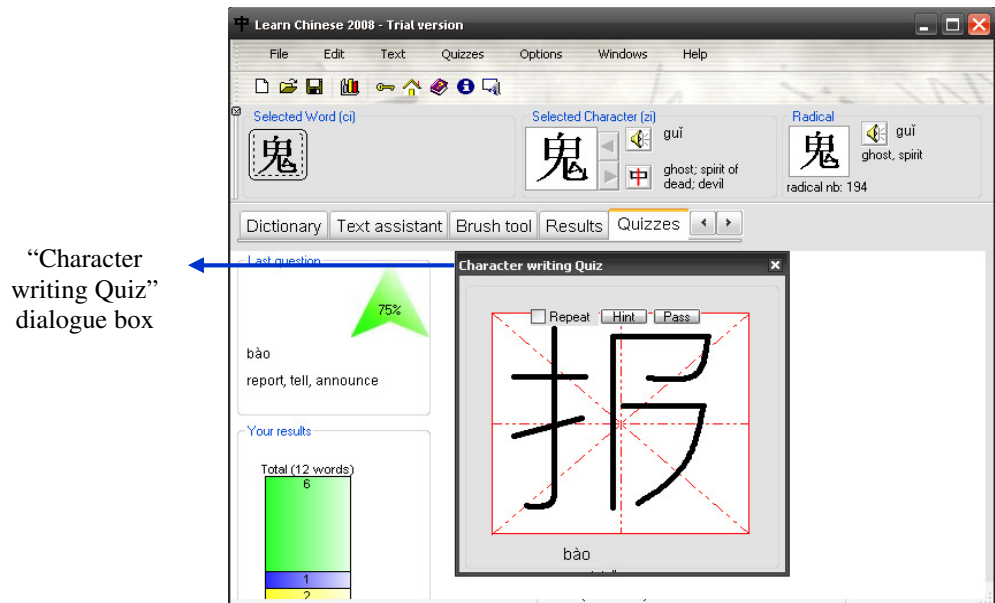 中 Learn Chinese 2008 - Trial version
File Edit Text Quizzes Options Windows Help
Selected Word (ci)
鬼
Selected Character (zi)
鬼
guǐ
中
ghost; spirit of
dead; devil
Radical
鬼
guǐ
ghost, spirit
radical nb: 194
Dictionary Text assistant Brush tool Results Quizzes
"Character
writing Quiz"
dialogue box
Last question
75%
bào
report, tell, announce
Your results
Total (12 words)
6
1
2
Character writing Quiz
Repeat Hint Pass
bào